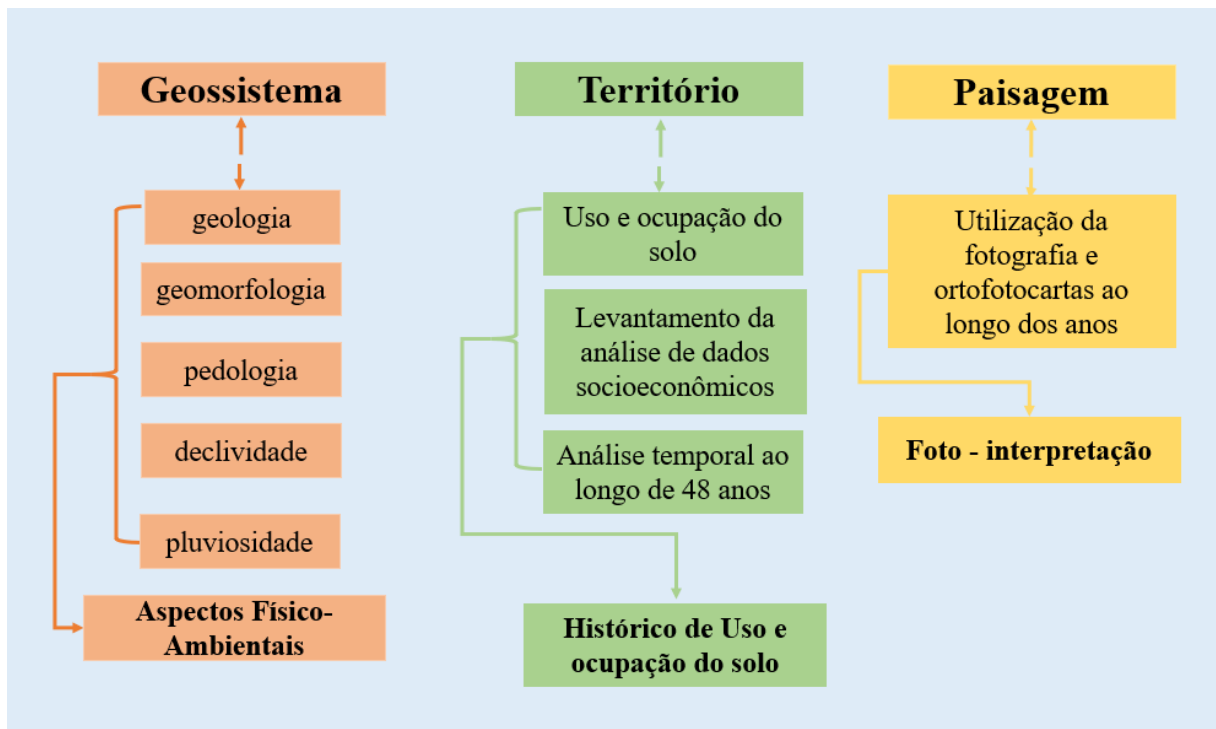 Geossistema
geologia
geomorfologia
pedologia
declividade
pluviosidade
Aspectos Físico-
Ambientais
Território
Uso e ocupação do
solo
Levantamento da
análise de dados
socioeconômicos
Análise temporal ao
longo de 48 anos
Histórico de Uso e
ocupação do solo
Paisagem
Utilização da
fotografia e
ortofotocartas ao
longo dos anos
Foto - interpretação